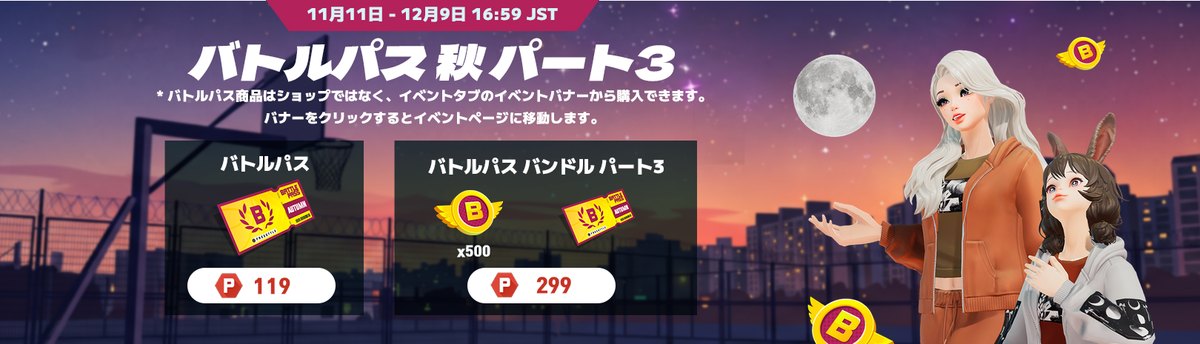 11月11日 - 12月9日 16:59 JST
バトルパス 秋 パート3
* バトルパス商品はショップではなく、イベントタブのイベントバナーから購入できます。
バナーをクリックするとイベントページに移動します。
バトルパス
BATTLE PASS
AUTUMN
B
P 119
バトルパス バンドル パート3
B
x500
B
AUTUMN
P 299
B
B